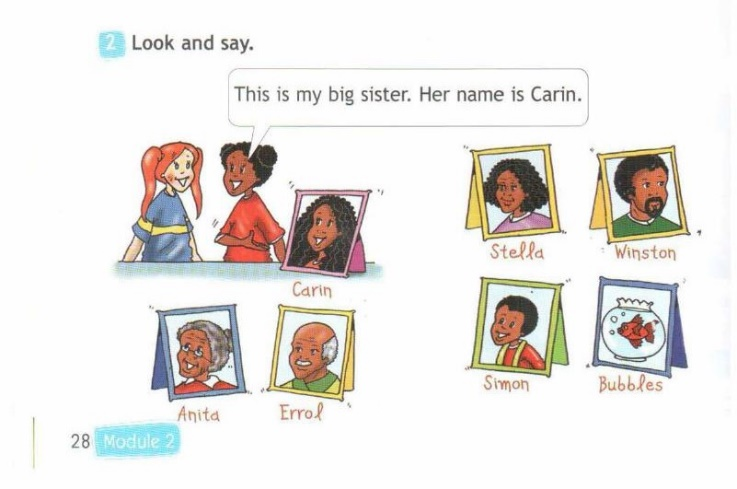 2 Look and say.
This is my big sister. Her name is Carin.
Stella
Winston
Carin
Simon
Bubbles
Anita
Errol
28 Module 2